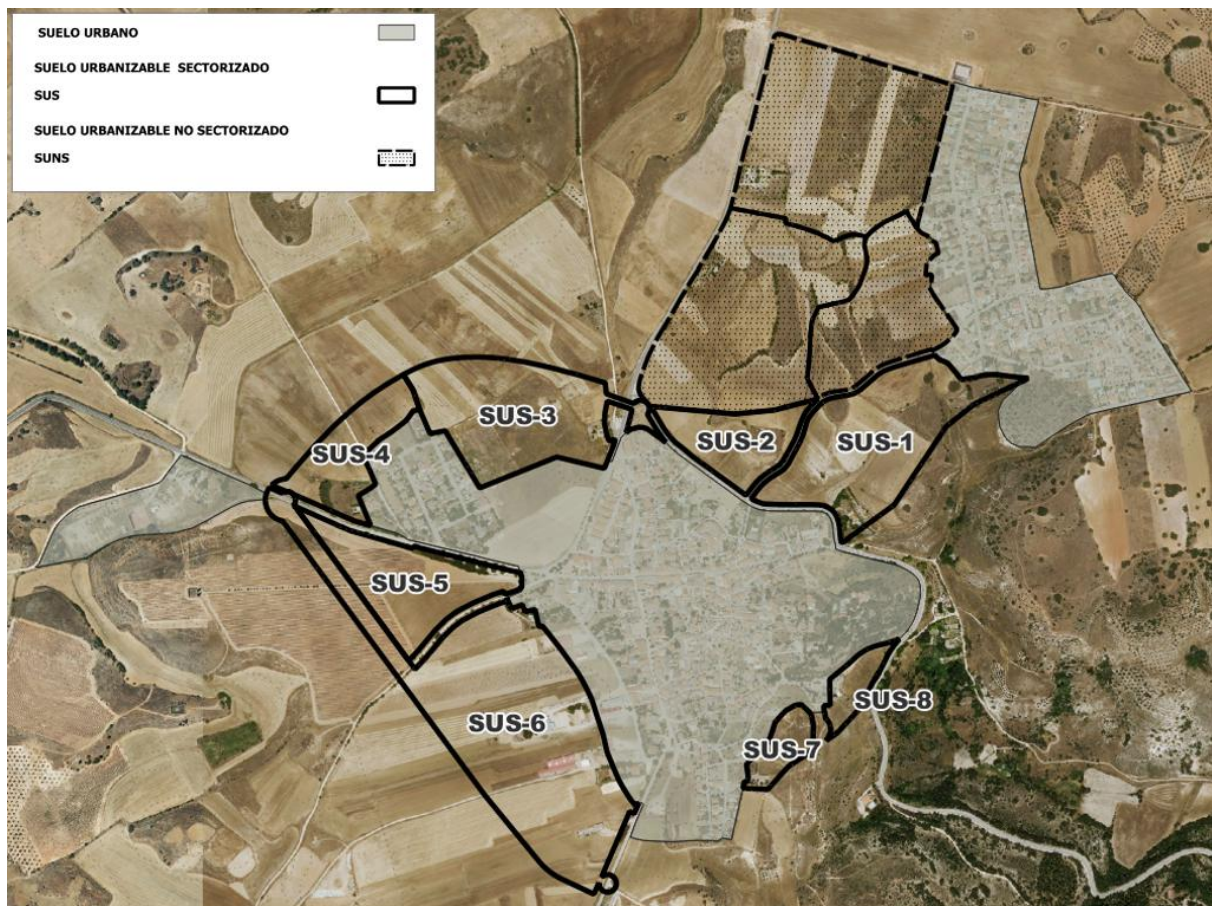 SUELO URBANO
SUELO URBANIZABLE SECTORIZADO
SUS
SUELO URBANIZABLE NO SECTORIZADO
SUNS
SUS-3
SUS-4
SUS-2
SUS-1
SUS-5
SUS-6
SUS-8
SUS-7